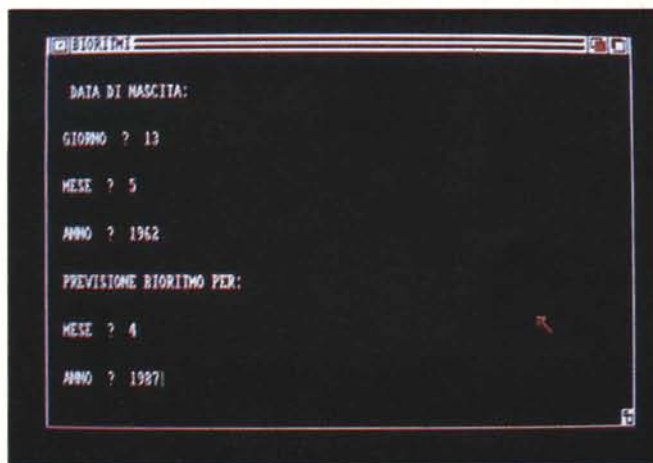 BIORITMI
DATA DI NASCITA:
GIORNO ? 13
MESE ? 5
ANNO ? 1962
PREVISIONE BIORITMO PER:
MESE ? 4
ANNO ? 1987